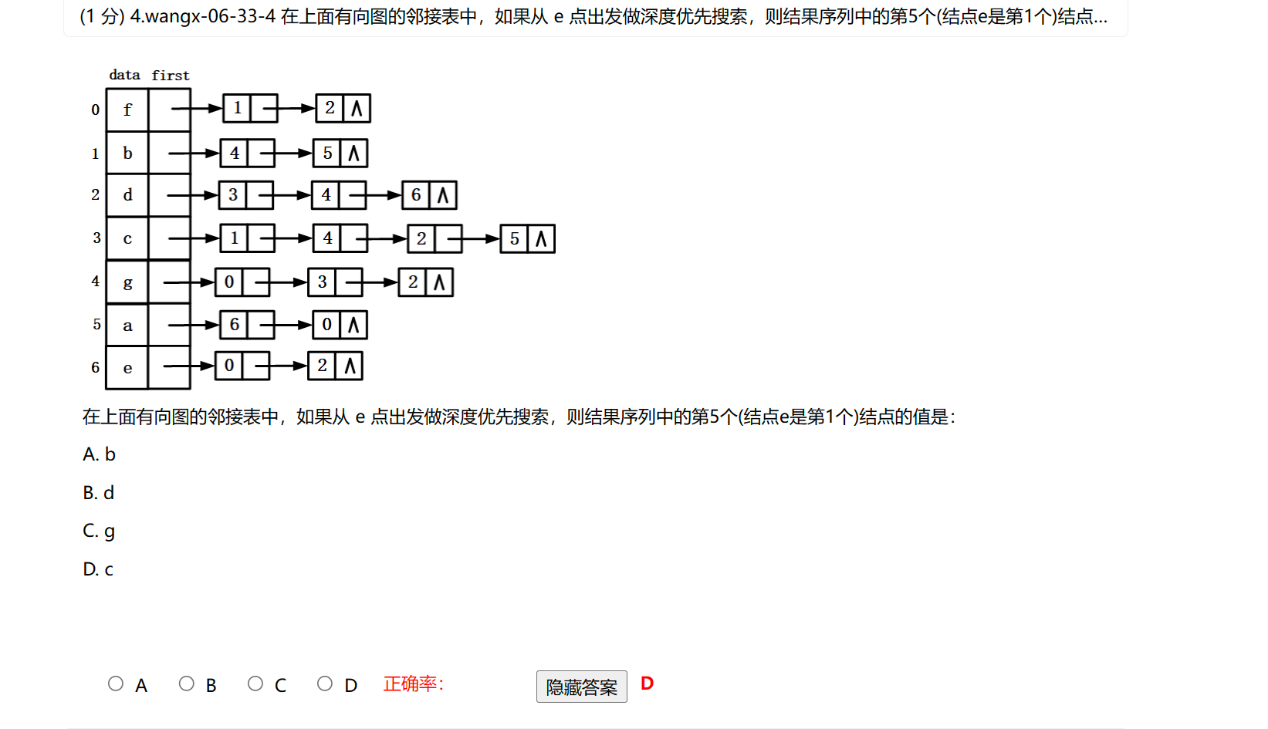 (1 分) 4.wangx-06-33-4 在上面有向图的邻接表中，如果从 e 点出发做深度优先搜索，则结果序列中的第5个(结点e是第1个)结点...
data first
0 f 1 2 ∧
1 b 4 5 ∧
2 d 3 4 6 ∧
3 c 1 4 2 5 ∧
4 g 0 3 2 ∧
5 a 6 0 ∧
6 e 0 2 ∧
在上面有向图的邻接表中，如果从 e 点出发做深度优先搜索，则结果序列中的第5个(结点e是第1个)结点的值是：
A. b
B. d
C. g
D. c
A B C D 正确率： 隐藏答案 D